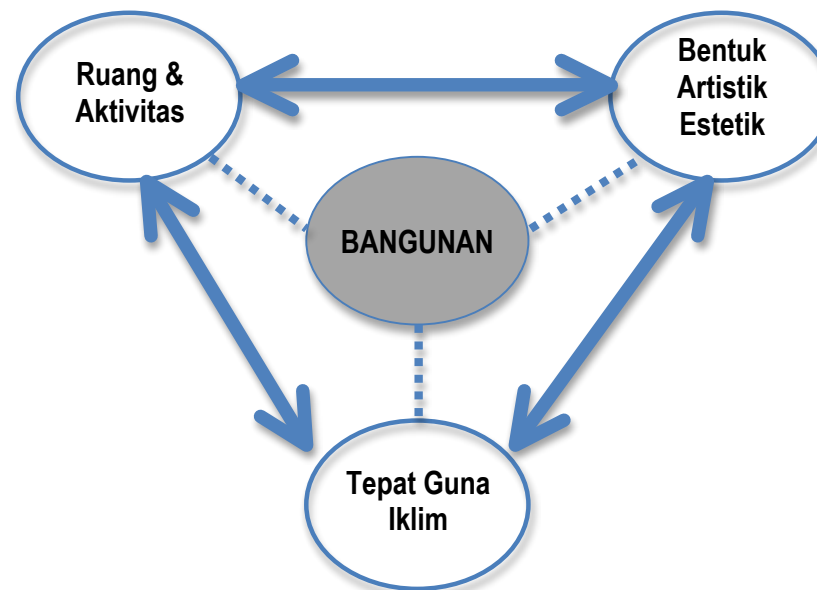 Ruang &
Aktivitas
Bentuk
Artistik
Estetik
BANGUNAN
Tepat Guna
Iklim